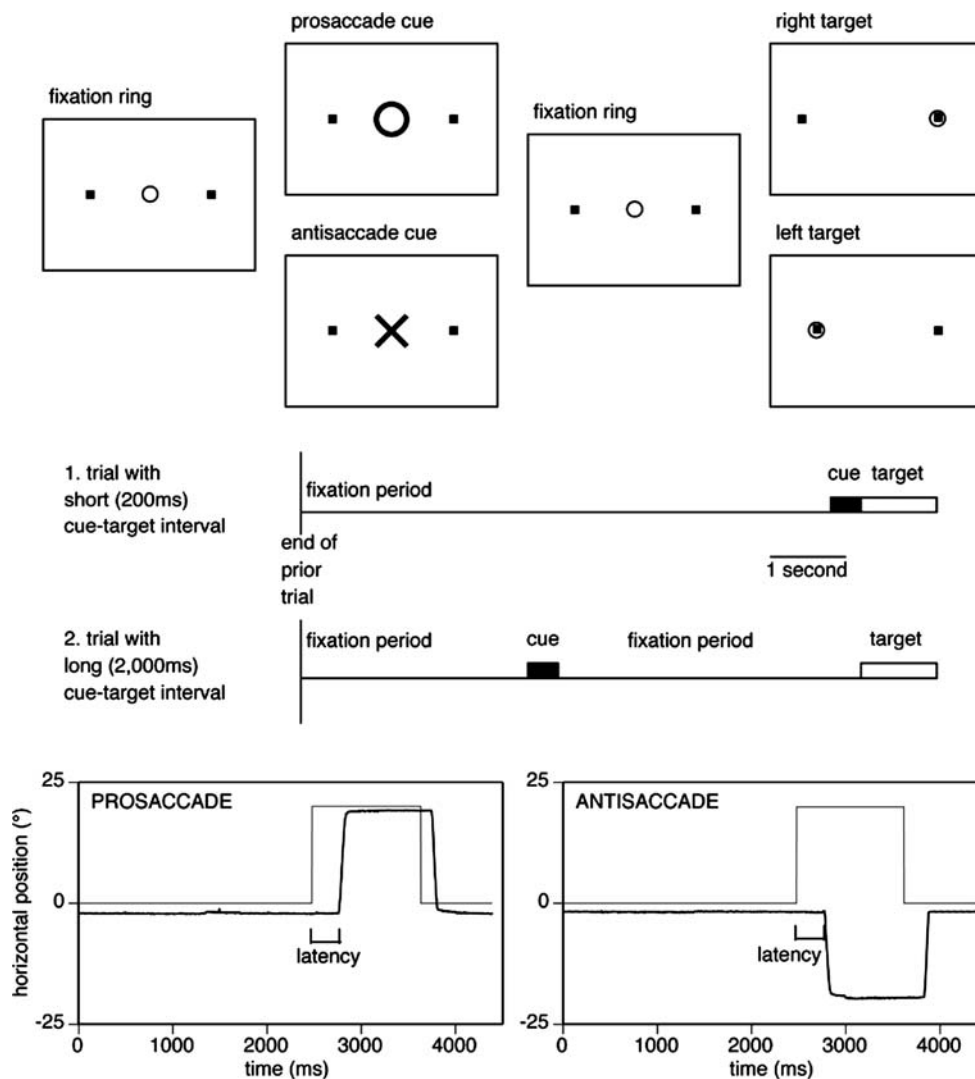 prosaccade cue
right target
fixation ring
fixation ring
antisaccade cue
left target
1. trial with
short (200ms)
cue-target interval
fixation period
cue target
end of
prior
trial
1 second
2. trial with
long (2,000ms)
cue-target interval
fixation period
cue
fixation period
target
horizontal position (°)
25
0
-25
PROSACCADE
latency
0 1000 2000 3000 4000
time (ms)
25
0
-25
ANTISACCADE
latency
0 1000 2000 3000 4000
time (ms)